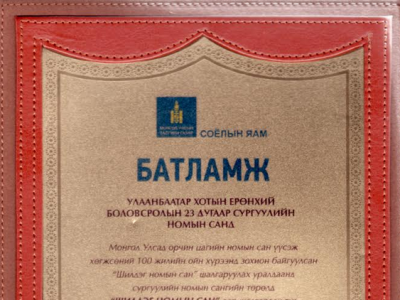 СОЁЛЫН ЯАМ
БАТЛАМЖ
УЛААНБААТАР ХОТЫН ЕРӨНХИЙ
БОЛОВСРОЛЫН 23 ДУГААР СУРГУУЛИЙН
НОМЫН САНД
Монгол Улсад орчин цагийн номын сан үүсэж
хөгжсөний 100 жилийн ойн хүрээнд зохион байгуулсан
"Шилдэг номын сан" шалгаруулах уралдаанд
сургуулийн номын сангийн төрөлд